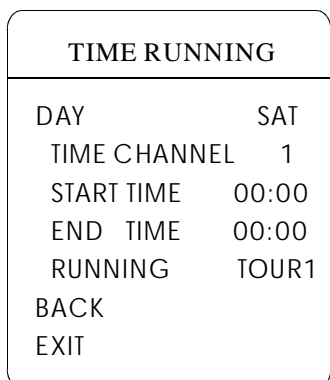 TIME RUNNING
DAY SAT
TIME CHANNEL 1
START TIME 00:00
END TIME 00:00
RUNNING TOUR1
BACK
EXIT